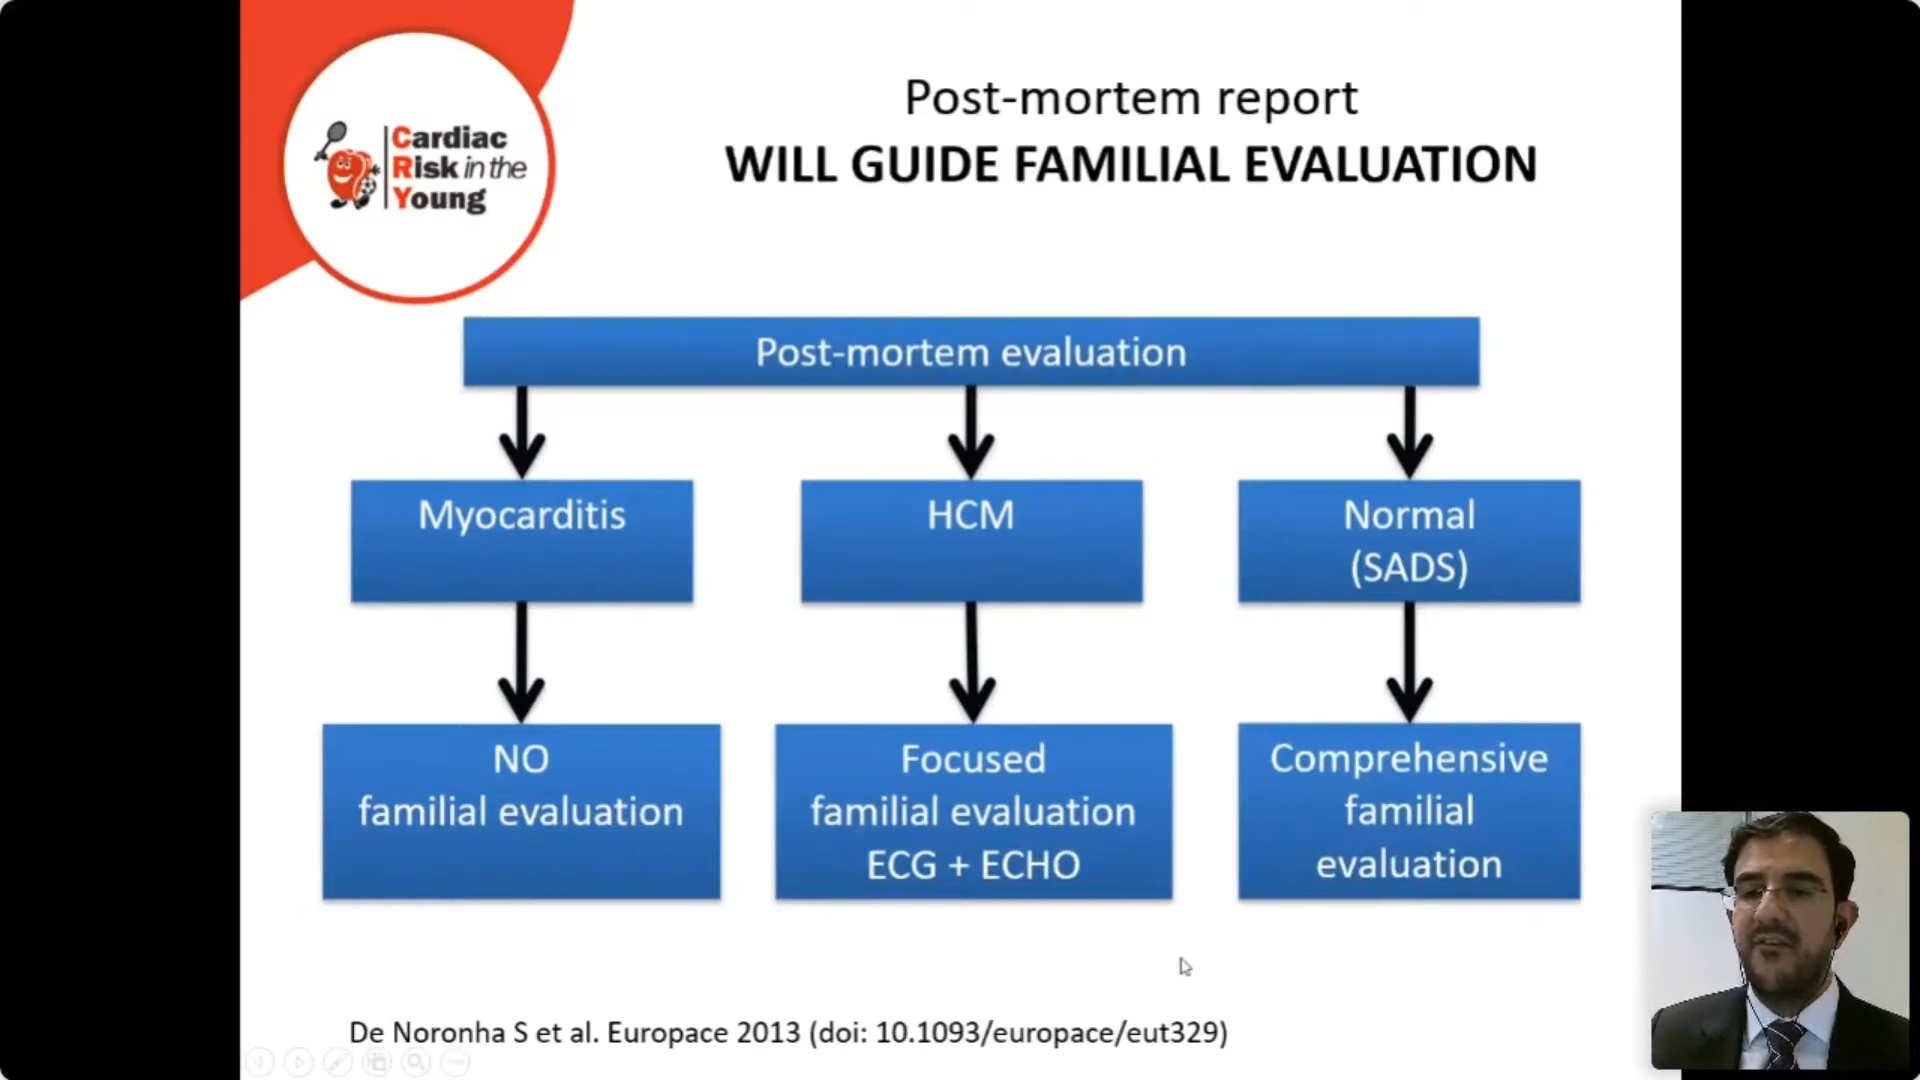 Cardiac
Risk in the
Young
Post-mortem report
WILL GUIDE FAMILIAL EVALUATION
Post-mortem evaluation
Myocarditis
HCM
Normal
(SADS)
NO
familial evaluation
Focused
familial evaluation
ECG + ECHO
Comprehensive
familial
evaluation
De Noronha S et al. Europace 2013 (doi: 10.1093/europace/eut329)